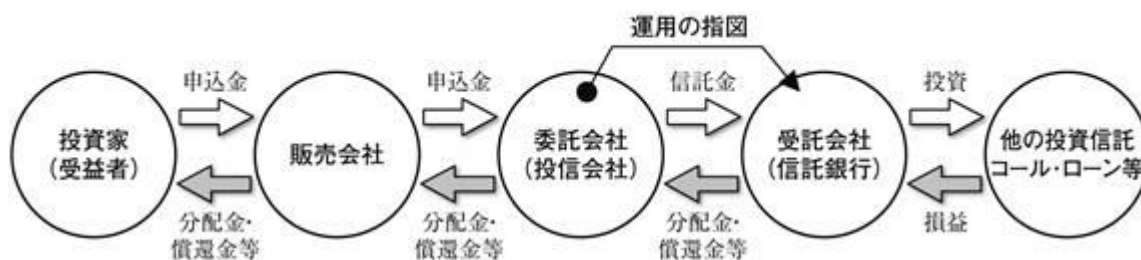 運用の指図
申込金
申込金
信託金
投資
投資家
(受益者)
販売会社
委託会社
(投信会社)
受託会社
(信託銀行)
他の投資信託
コール・ローン等
分配金・
償還金等
分配金・
償還金等
分配金・
償還金等
損益